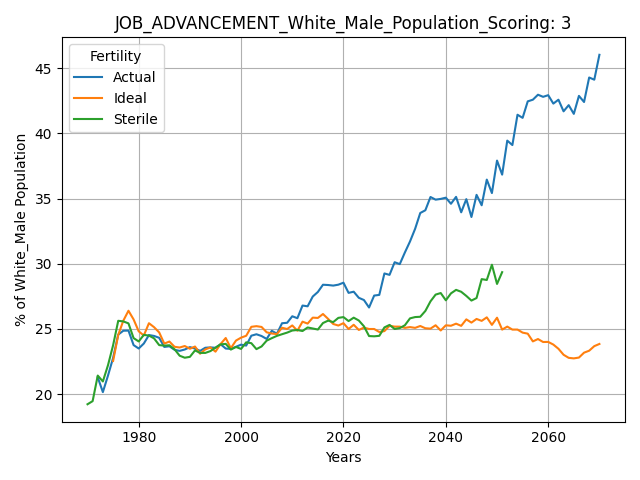 JOB_ADVANCEMENT_White_Male_Population_Scoring: 3
Fertility
Actual
Ideal
Sterile
% of White_Male Population
45
40
35
30
25
20
1980
2000
2020
2040
2060
Years